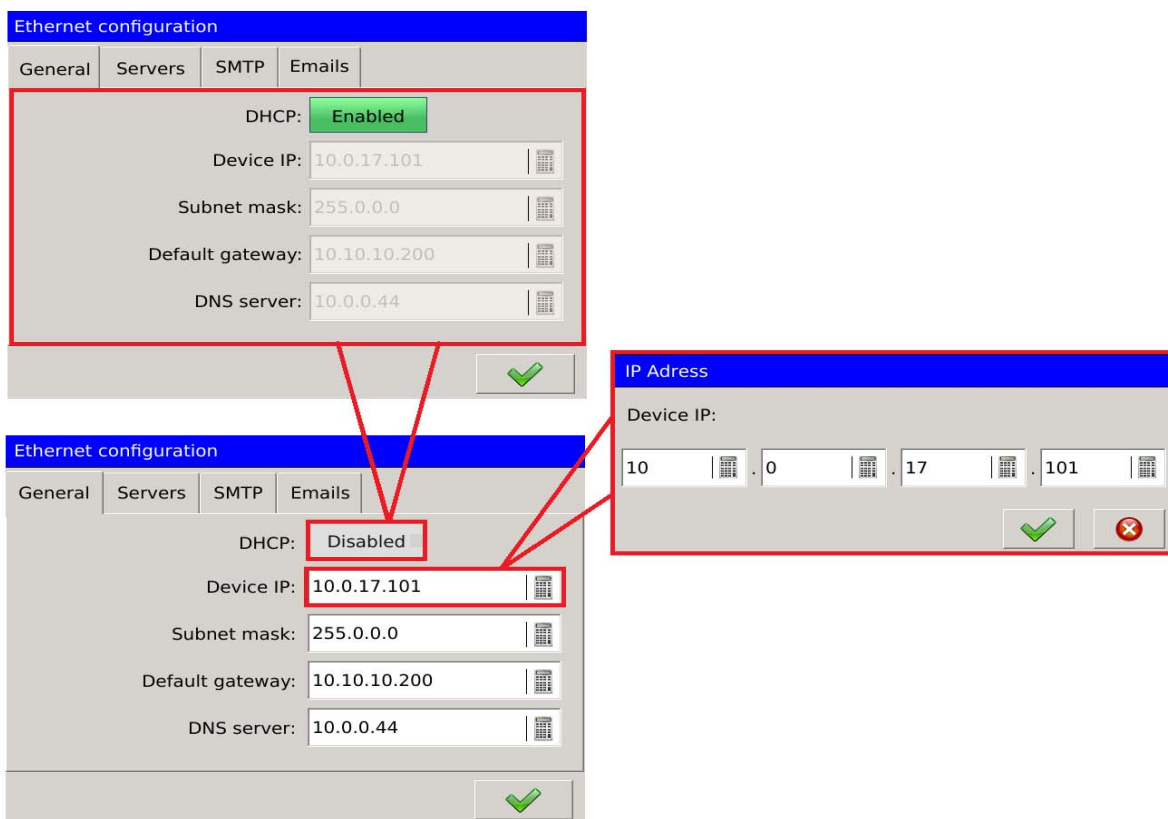 Ethernet configuration
General Servers SMTP Emails
DHCP: Enabled
Device IP: 10.0.17.101
Subnet mask: 255.0.0.0
Default gateway: 10.10.10.200
DNS server: 10.0.0.44
Ethernet configuration
General Servers SMTP Emails
DHCP: Disabled
Device IP: 10.0.17.101
Subnet mask: 255.0.0.0
Default gateway: 10.10.10.200
DNS server: 10.0.0.44
IP Adress
Device IP:
10 . 0 . 17 . 101